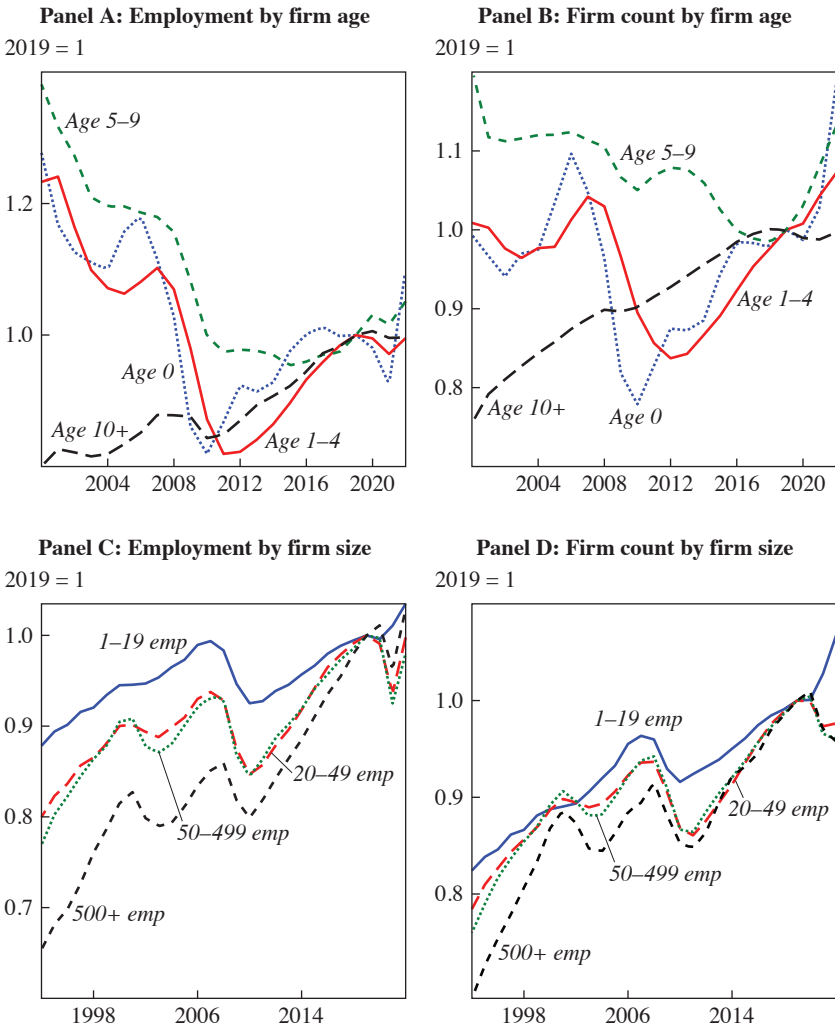 Panel A: Employment by firm age
2019 = 1
Age 5–9
1.2
1.0
Age 0
Age 10+
Age 1–4
2004 2008 2012 2016 2020
Panel B: Firm count by firm age
2019 = 1
1.1
Age 5–9
1.0
0.9
Age 1–4
0.8
Age 10+
Age 0
2004 2008 2012 2016 2020
Panel C: Employment by firm size
2019 = 1
1.0
1–19 emp
0.9
20–49 emp
0.8
50–499 emp
0.7
500+ emp
1998 2006 2014
Panel D: Firm count by firm size
2019 = 1
1–19 emp
1.0
0.9
20–49 emp
50–499 emp
0.8
500+ emp
1998 2006 2014